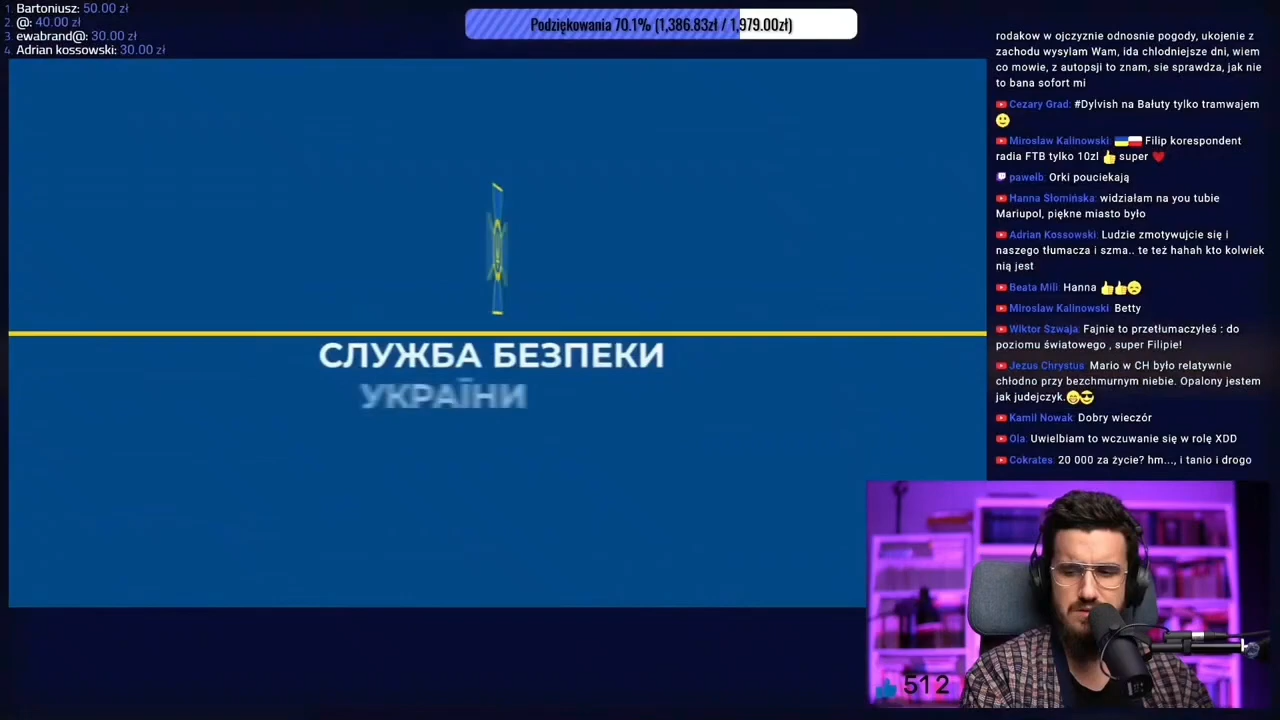 1. Bartoniusz: 50.00 zł
2. @: 40.00 zł
3. ewi.brand@: 30.00 zł
4. Adrian kossowski: 30.00 zł
Podziękowania 70.1% (1,386.83zł / 1,979.00zł)
СЛУЖБА БЕЗПЕКИ
УКРАЇНИ
rodakow w ojczyznie odnosnie pogody, ukojenie z
zachodu wysylam Wam, ida chlodniejsze dni, wiem
co mowie, z autopsji to znam, sie sprawdza, jak nie
to bana sofort mi
Cezary Grad: #Dylvish na Bałuty tylko tramwajem
🙂
Miroslaw Kalinowski: 🇺🇦🇵🇱 Filip korespondent
radia FTB tylko 10zl 👍 super ❤️
pawelb: Orki pouciekają
Hanna Słomińska: widziałam na you tubie
Mariupol, piękne miasto było
Adrian Kossowski: Ludzie zmotywujcie się i
naszego tłumacza i szma.. te też hahah kto kolwiek
nią jest
Beata Mili: Hanna 👍👍😞
Miroslaw Kalinowski: Betty
Wiktor Szwaja: Fajnie to przetłumaczyłeś : do
poziomu światowego , super Filipie!
Jezus Chrystus: Mario w CH było relatywnie
chłodno przy bezchmurnym niebie. Opalony jestem
jak judejczyk.😁😎
Kamil Nowak: Dobry wieczór
Ola: Uwielbiam to wczuwanie się w rolę XDD
Cokrates: 20 000 za życie? hm..., i tanio i drogo
512